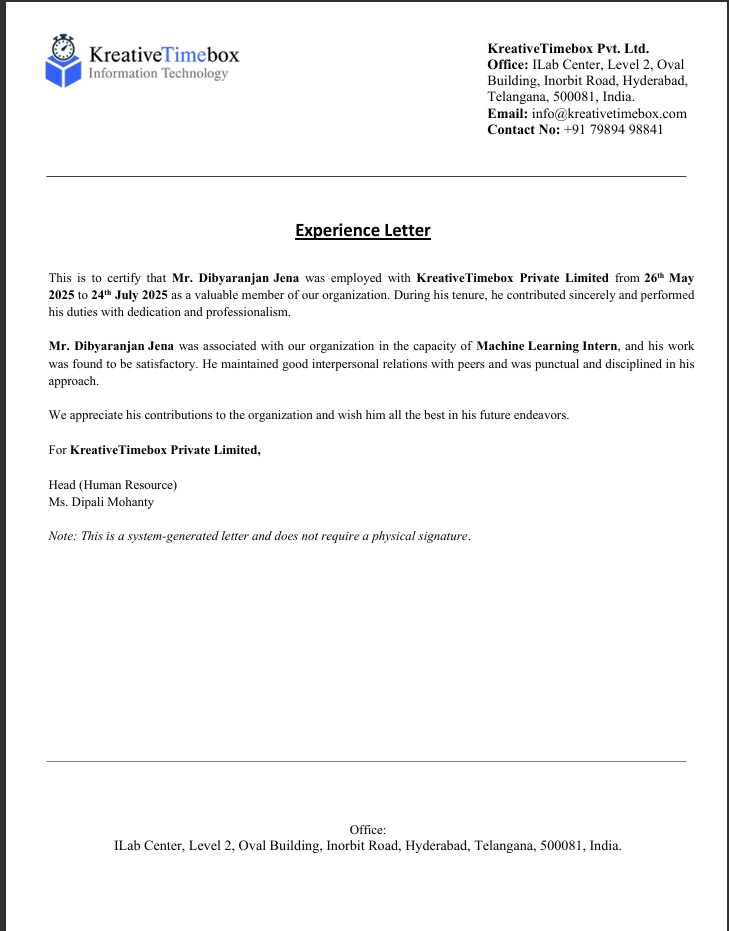 KreativeTimebox
Information Technology
KreativeTimebox Pvt. Ltd.
Office: ILab Center, Level 2, Oval
Building, Inorbit Road, Hyderabad,
Telangana, 500081, India.
Email: info@kreativetimebox.com
Contact No: +91 79894 98841
Experience Letter
This is to certify that Mr. Dibyaranjan Jena was employed with KreativeTimebox Private Limited from 26th May
2025 to 24th July 2025 as a valuable member of our organization. During his tenure, he contributed sincerely and performed
his duties with dedication and professionalism.
Mr. Dibyaranjan Jena was associated with our organization in the capacity of Machine Learning Intern, and his work
was found to be satisfactory. He maintained good interpersonal relations with peers and was punctual and disciplined in his
approach.
We appreciate his contributions to the organization and wish him all the best in his future endeavors.
For KreativeTimebox Private Limited,
Head (Human Resource)
Ms. Dipali Mohanty
Note: This is a system-generated letter and does not require a physical signature.
Office:
ILab Center, Level 2, Oval Building, Inorbit Road, Hyderabad, Telangana, 500081, India.